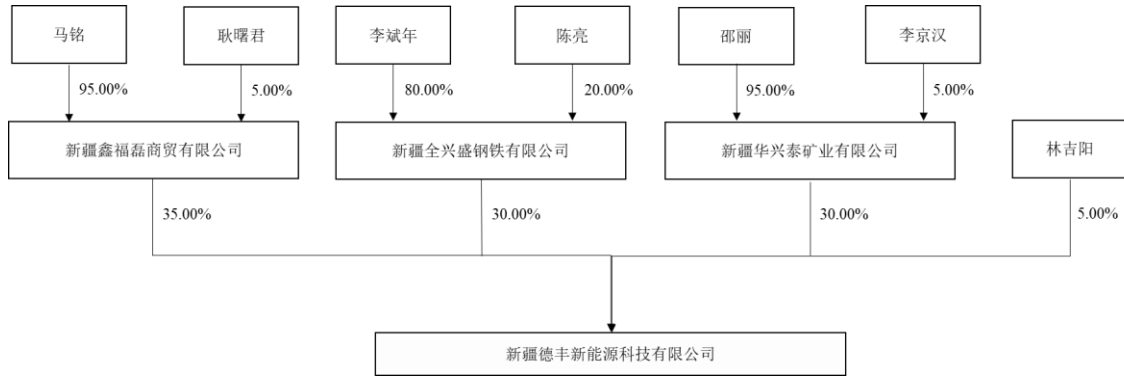 马铭
耿曙君
李斌年
陈亮
邵丽
李京汉
95.00%
5.00%
80.00%
20.00%
95.00%
5.00%
新疆鑫福磊商贸有限公司
新疆全兴盛钢铁有限公司
新疆华兴泰矿业有限公司
林吉阳
35.00%
30.00%
30.00%
5.00%
新疆德丰新能源科技有限公司